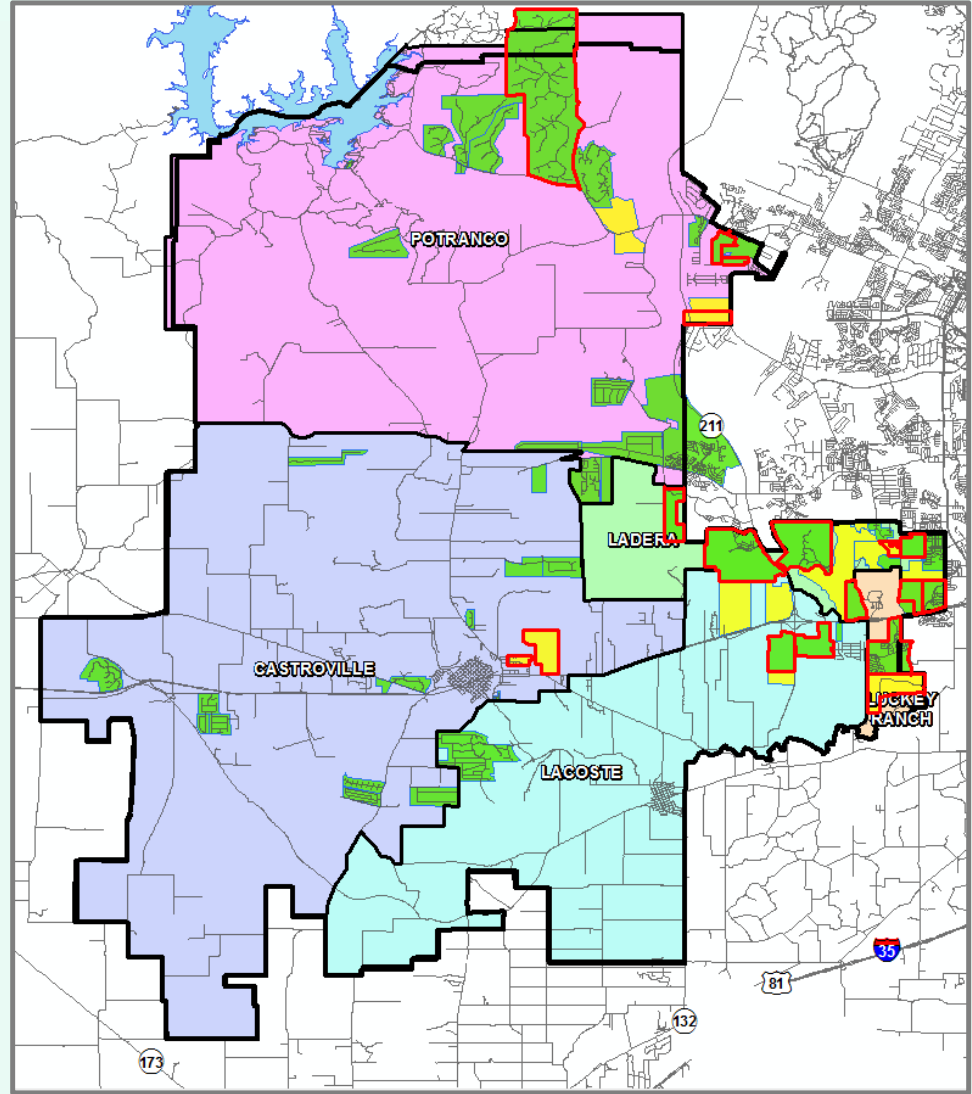 POTRANCO
211
LADERA
CASTROVILLE
LUCKEY
RANCH
LACOSTE
35
81
132
173